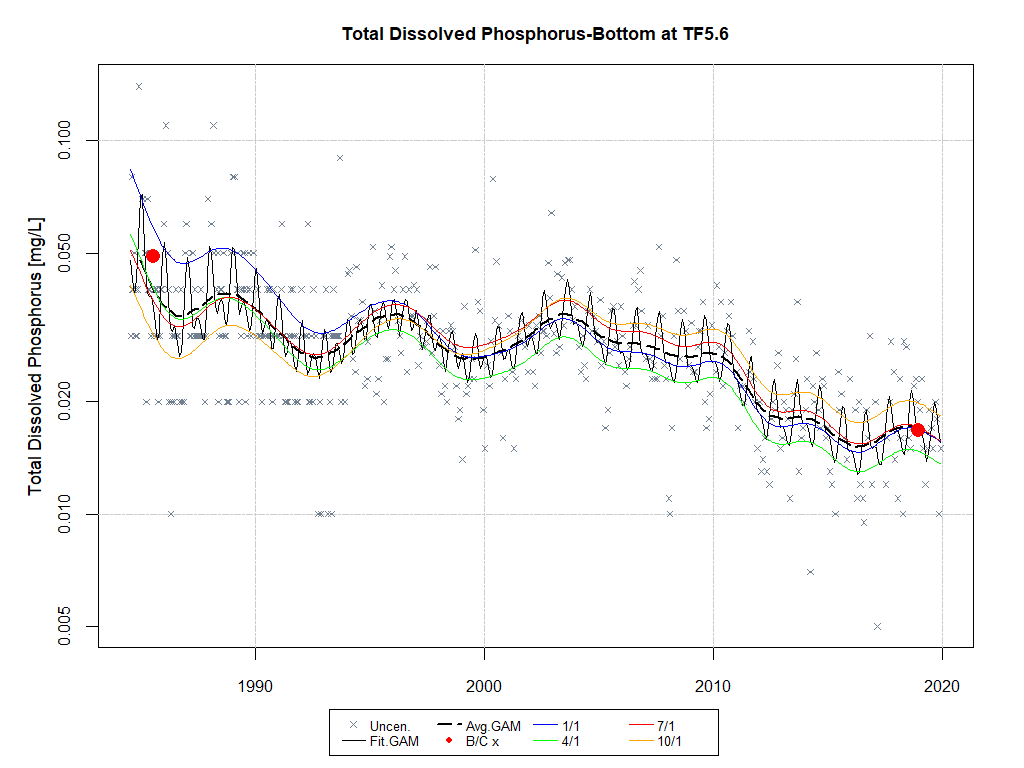 Total Dissolved Phosphorus-Bottom at TF5.6
Total Dissolved Phosphorus [mg/L]
0.100
0.050
0.020
0.010
0.005
1990 2000 2010 2020
Uncen. Avg.GAM 1/1 7/1
Fit.GAM B/C x 4/1 10/1